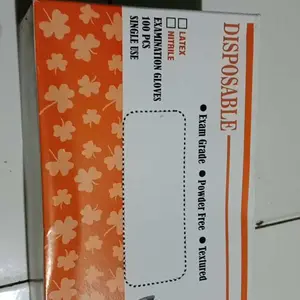 DISPOSABLE
● Exam Grade ● Powder Free ● Textured
LATEX
NITRILE
EXAMINATION GLOVES
100 PCS
SINGLE USE